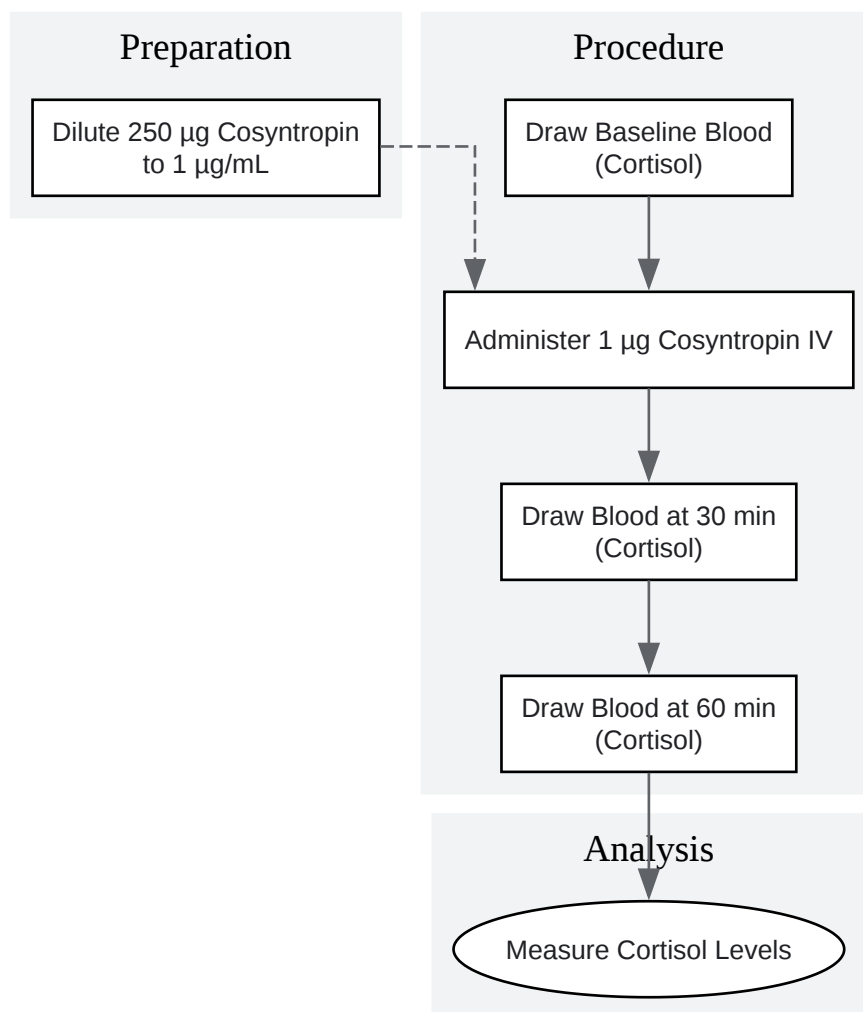 Preparation
Dilute 250 µg Cosyntropin
to 1 µg/mL
Procedure
Draw Baseline Blood
(Cortisol)
Administer 1 µg Cosyntropin IV
Draw Blood at 30 min
(Cortisol)
Draw Blood at 60 min
(Cortisol)
Analysis
Measure Cortisol Levels